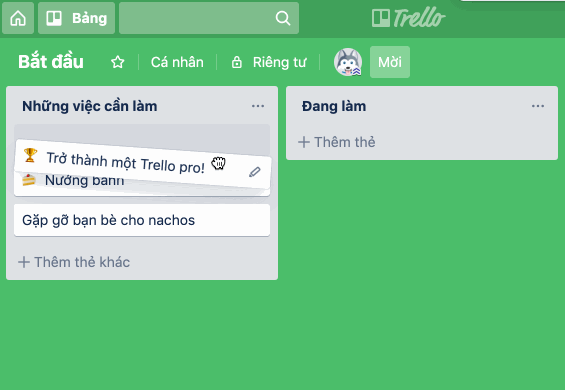 Bảng
Trello
Bắt đầu
Cá nhân
Riêng tư
Mời
Những việc cần làm
Trở thành một Trello pro!
Nướng bánh
Gặp gỡ bạn bè cho nachos
Thêm thẻ khác
Đang làm
Thêm thẻ